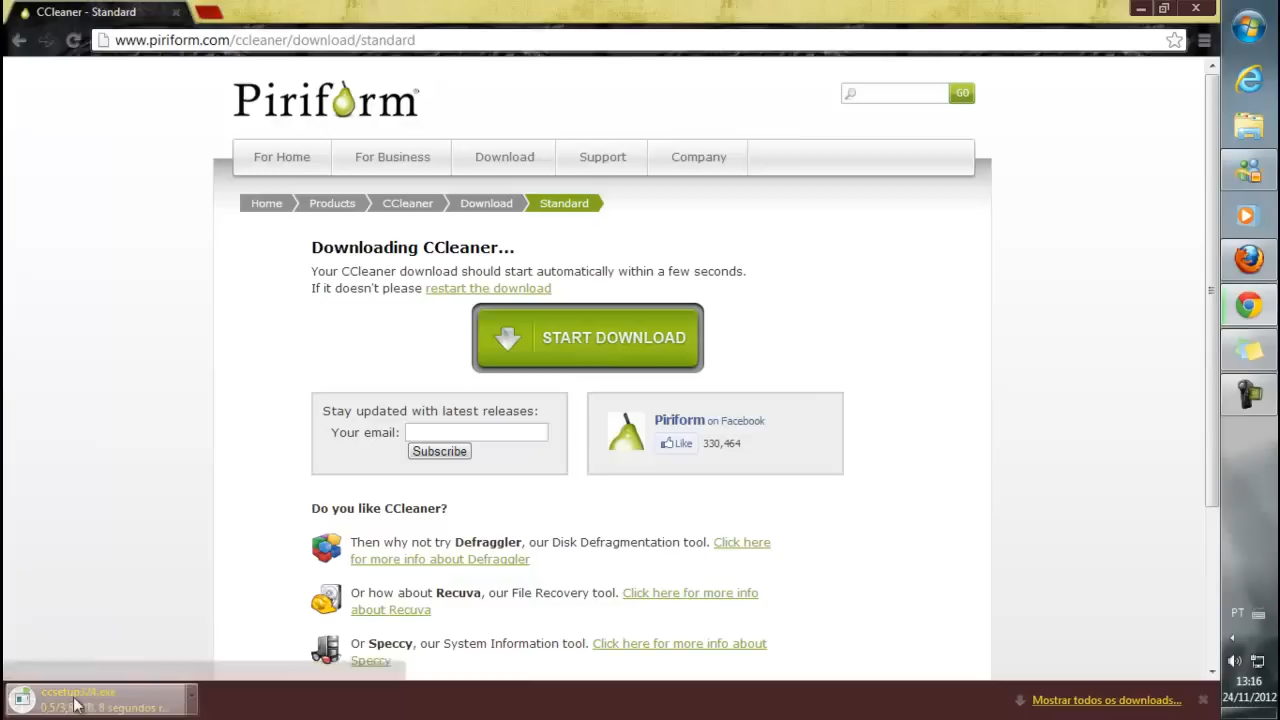 CCleaner - Standard
www.piriform.com/ccleaner/download/standard
Piriform®
GO
For Home
For Business
Download
Support
Company
Home
Products
CCleaner
Download
Standard
Downloading CCleaner...
Your CCleaner download should start automatically within a few seconds.
If it doesn't please restart the download
START DOWNLOAD
Stay updated with latest releases:
Your email:
Subscribe
Piriform on Facebook
Like 330,464
Do you like CCleaner?
Then why not try Defraggler, our Disk Defragmentation tool. Click here
for more info about Defraggler
Or how about Recuva, our File Recovery tool. Click here for more info
about Recuva
Or Speccy, our System Information tool. Click here for more info about
Speccy
ccsetup324.exe
8 segundos r...
Mostrar todos os downloads...
PT
13:16
24/11/2012